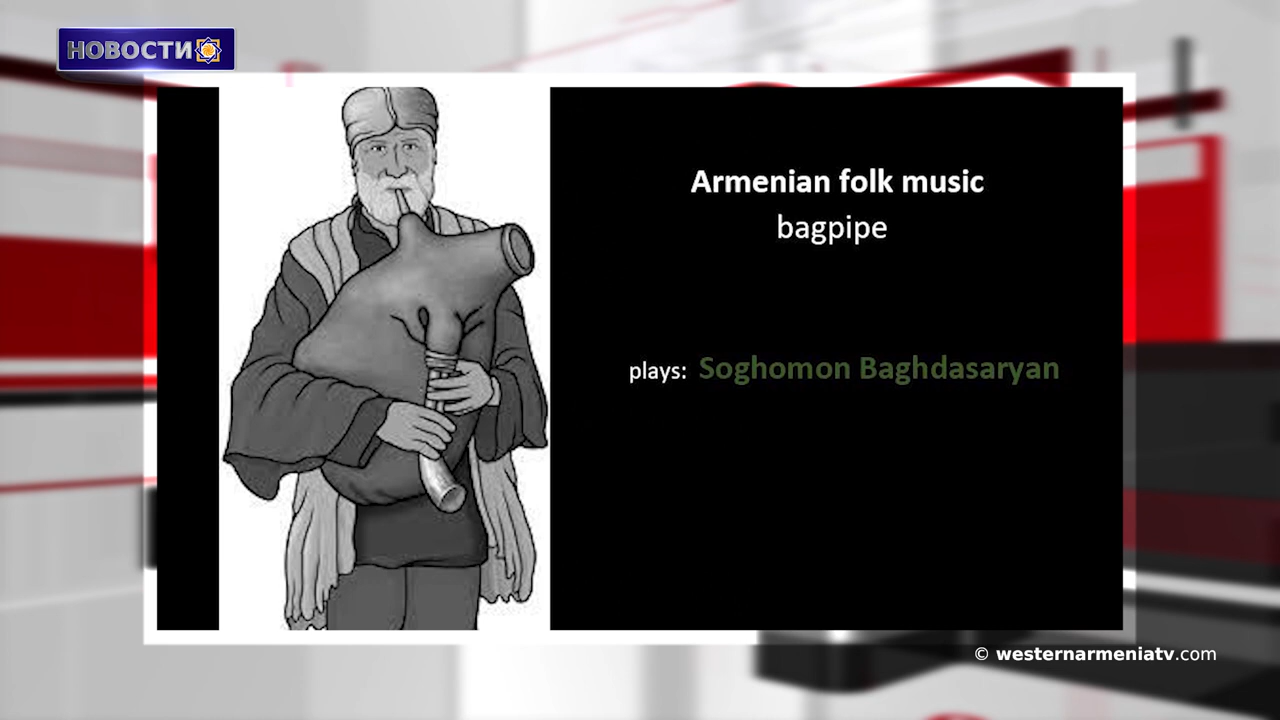 НОВОСТИ
Armenian folk music
bagpipe
plays: Soghomon Baghdasaryan
© westernarmeniatv.com